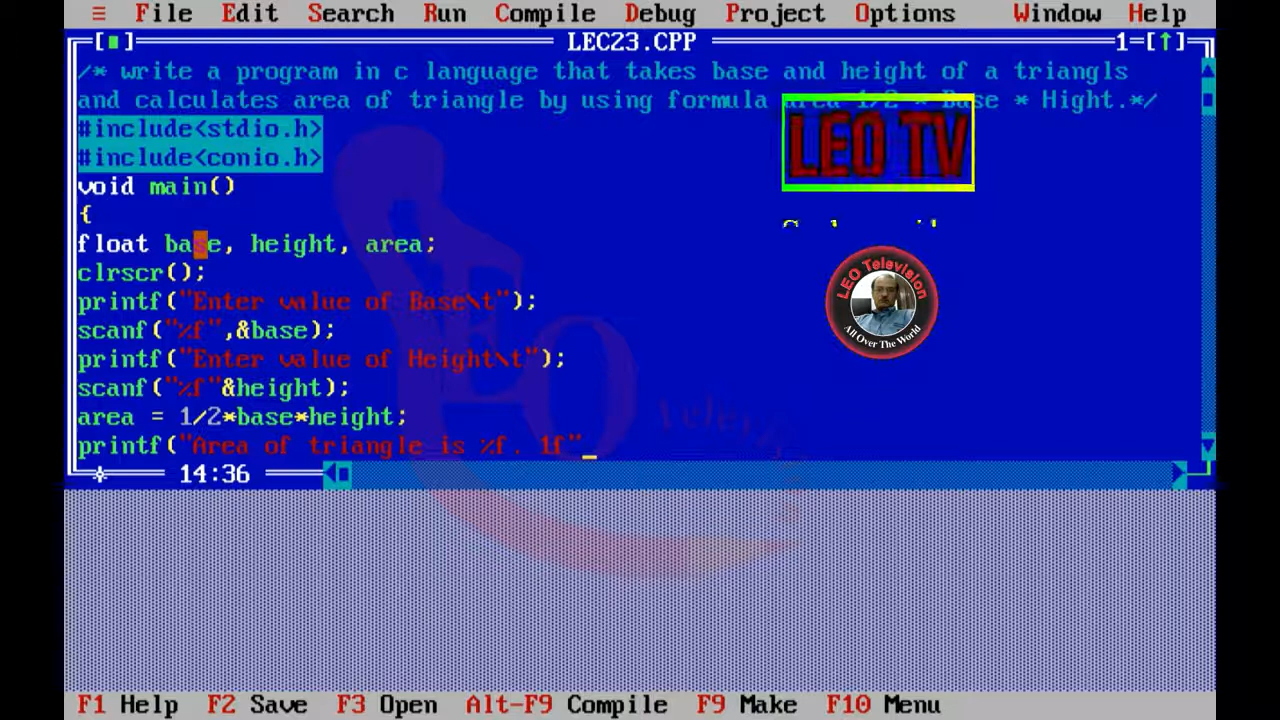 ≡ File Edit Search Run Compile Debug Project Options Window Help
[■] LEC23.CPP 1=[↑]
/* write a program in c language that takes base and height of a triangls
and calculates area of triangle by using formula area 1/2 * Base * Hight.*/
#include<stdio.h>
#include<conio.h>
void main()
{
float base, height, area;
clrscr();
printf("Enter value of Base\t");
scanf("%f",&base);
printf("Enter value of Height\t");
scanf("%f"&height);
area = 1/2*base*height;
printf("Area of triangle is %f. 1f"_
14:36
LEO TV
LEO Television
All Over The World
F1 Help F2 Save F3 Open Alt-F9 Compile F9 Make F10 Menu